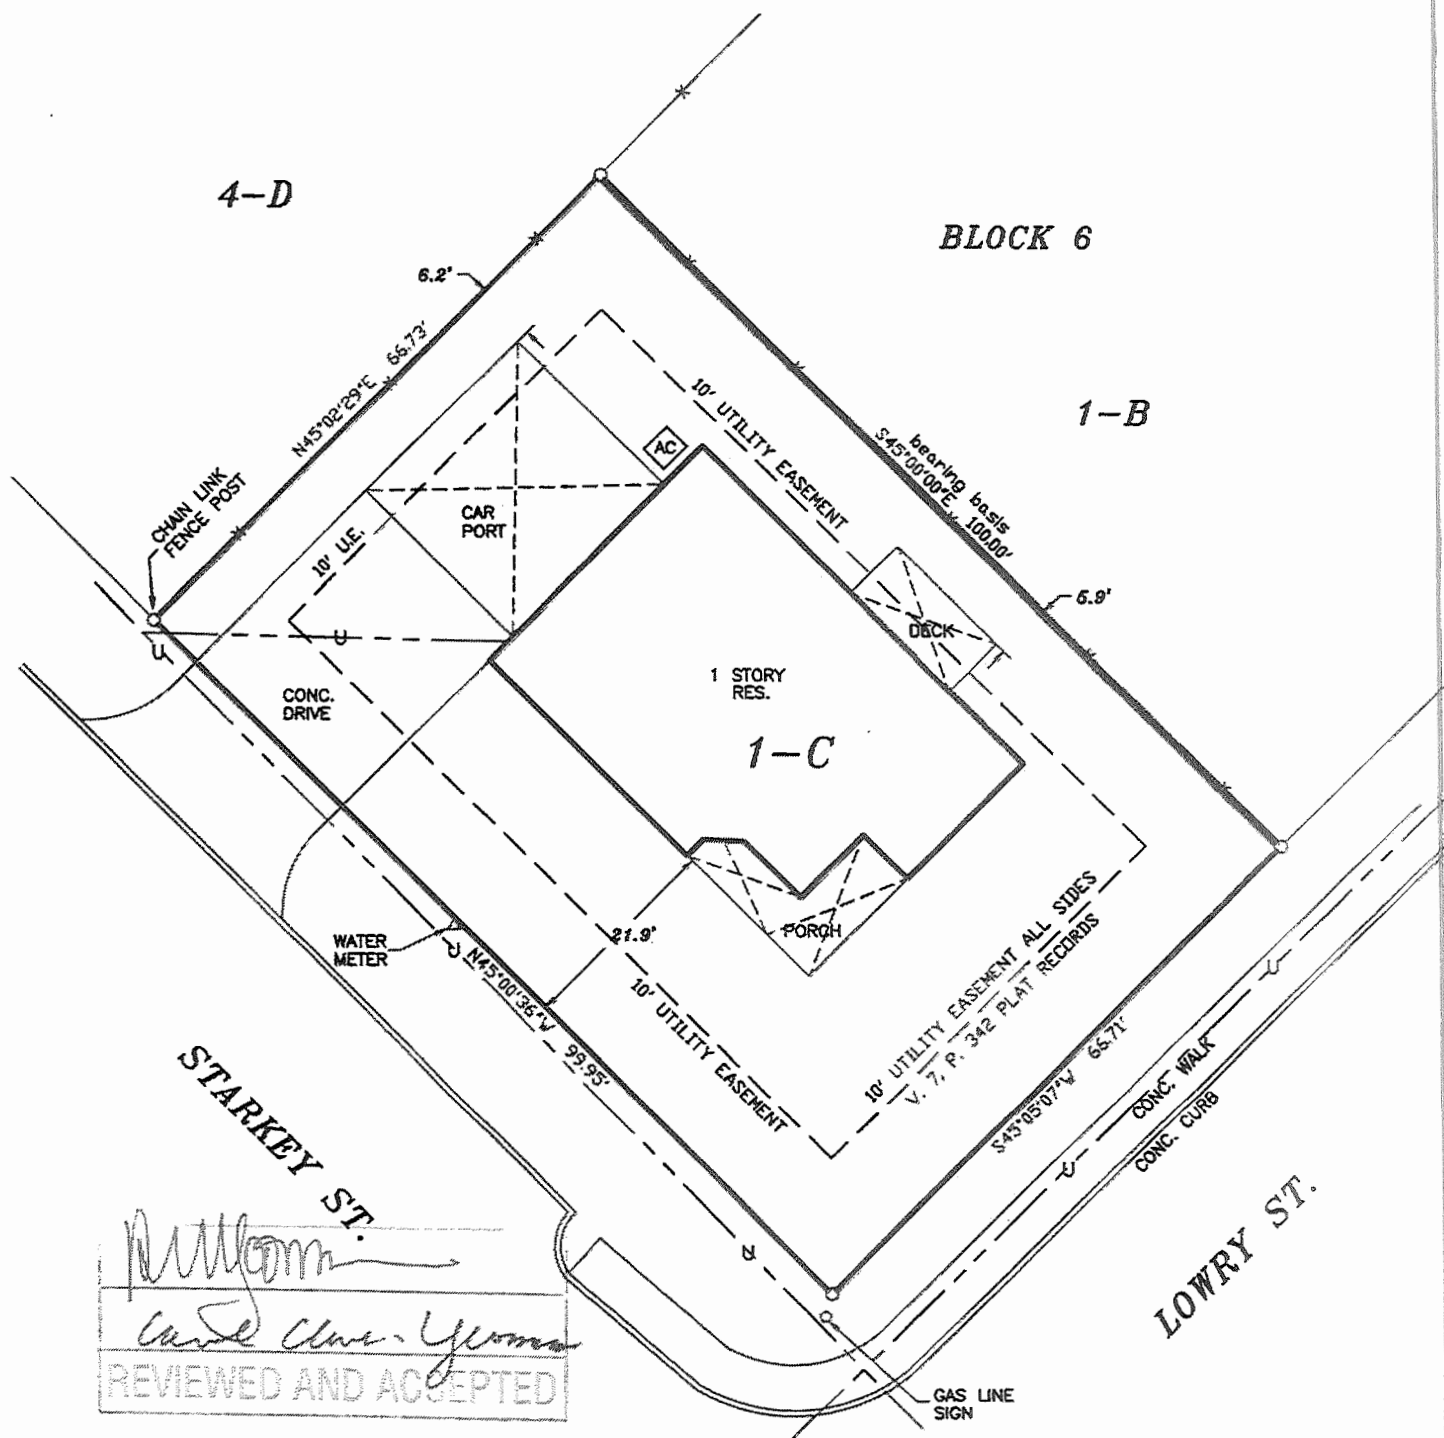 4-D
BLOCK 6
6.2'
N45°02'29"E 66.73'
1-B
10' UTILITY EASEMENT
bearing basis
S45°00'00"E 100.00'
AC
CHAIN LINK
FENCE POST
CAR
PORT
10' U.E.
5.9'
DECK
U
U
1 STORY
RES.
CONC.
DRIVE
1-C
WATER
METER
21.9'
PORCH
U
N45°00'36"W 99.95'
10' UTILITY EASEMENT
10' UTILITY EASEMENT ALL SIDES
V. 7, P. 342 PLAT RECORDS
U
S45°05'07"W 66.71'
CONC. WALK
CONC. CURB
U
STARKEY ST.
U
LOWRY ST.
REVIEWED AND ACCEPTED
GAS LINE
SIGN